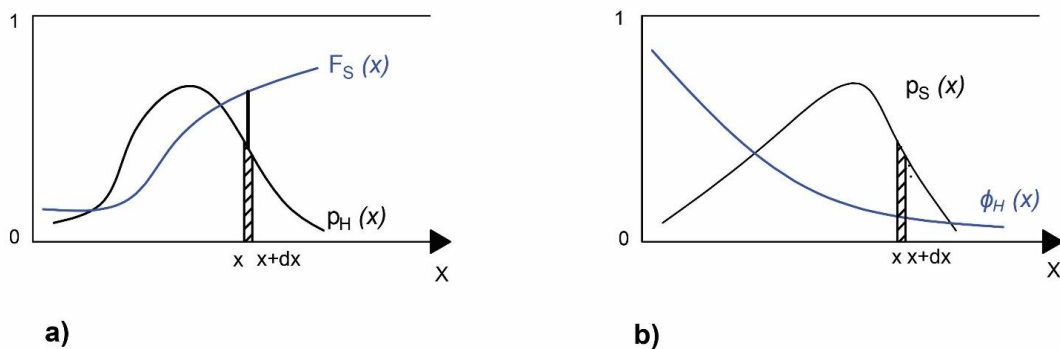 1
F_S (x)
p_H (x)
0
x x+dx
X
a)
1
p_S (x)
ϕ_H (x)
0
x x+dx
X
b)